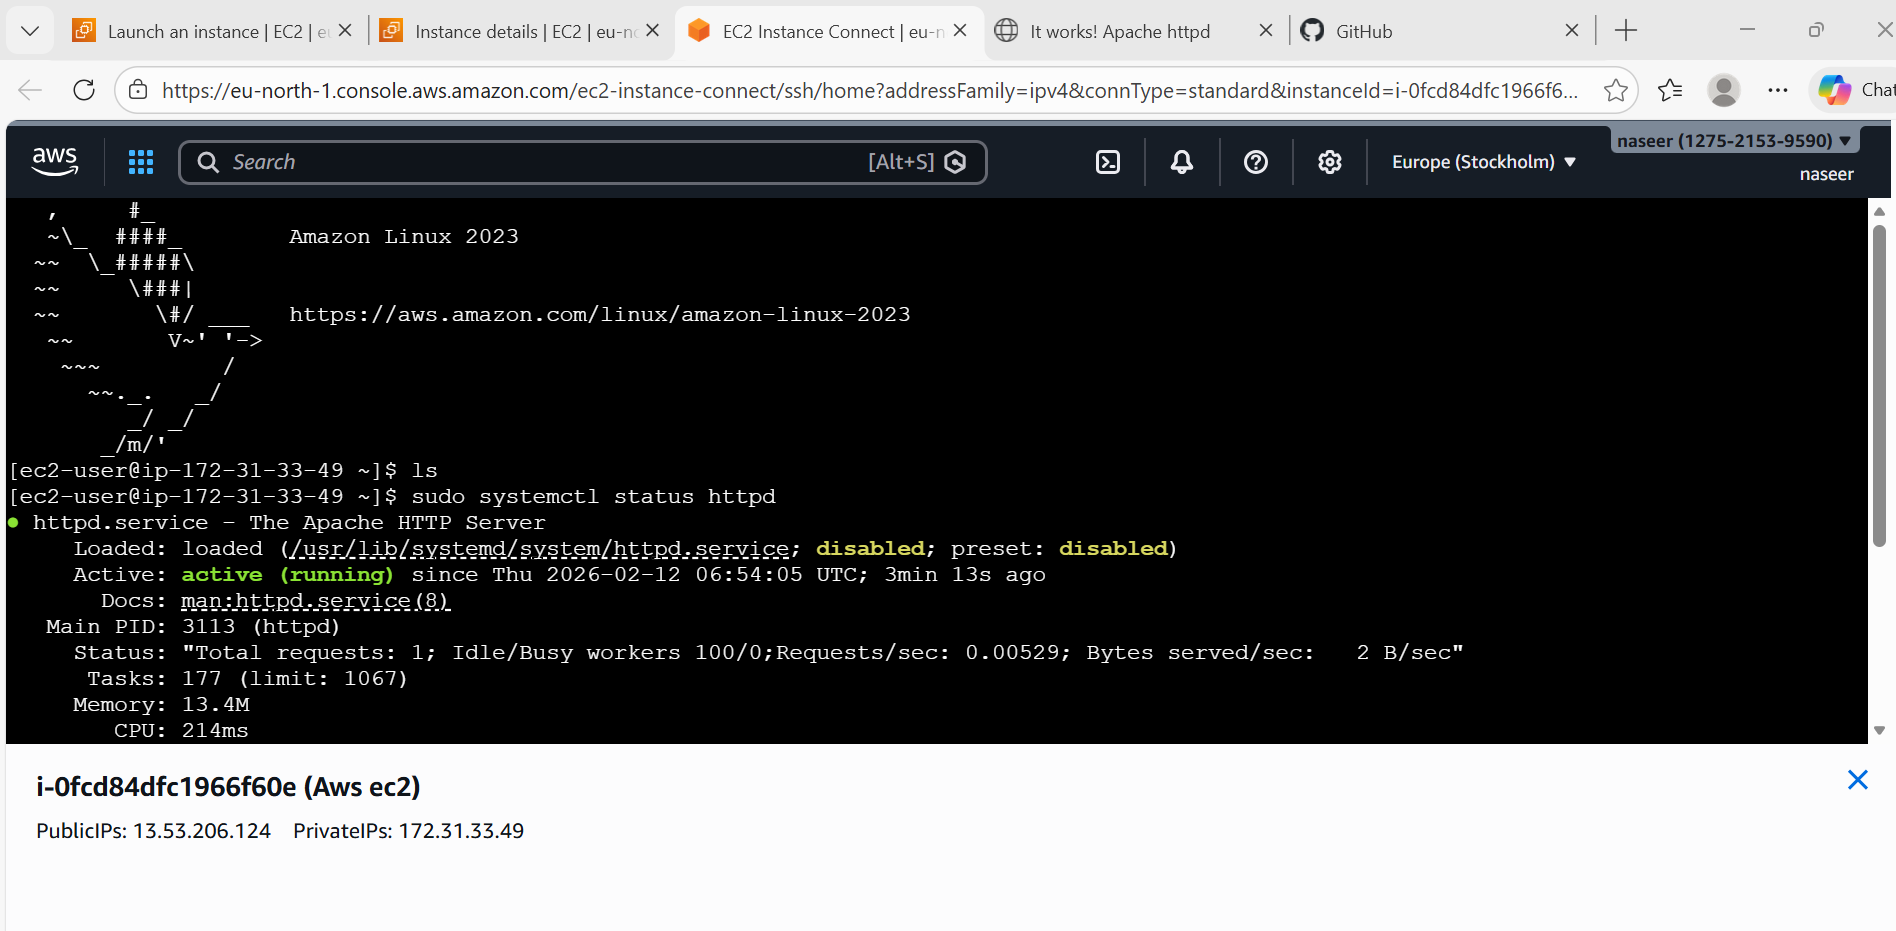 Launch an instance | EC2 | eu
Instance details | EC2 | eu-no
EC2 Instance Connect | eu-n
It works! Apache httpd
GitHub
https://eu-north-1.console.aws.amazon.com/ec2-instance-connect/ssh/home?addressFamily=ipv4&connType=standard&instanceId=i-0fcd84dfc1966f6...
Chat
aws
Search
[Alt+S]
Europe (Stockholm)
naseer (1275-2153-9590)
naseer
   ,     #_
   ~\_  ####_        Amazon Linux 2023
  ~~  \_#####\
  ~~     \###|
  ~~       \#/ ___   https://aws.amazon.com/linux/amazon-linux-2023
   ~~       V~' '->
    ~~~         /
      ~~._.   _/
         _/ _/
       _/m/'
[ec2-user@ip-172-31-33-49 ~]$ ls
[ec2-user@ip-172-31-33-49 ~]$ sudo systemctl status httpd
● httpd.service - The Apache HTTP Server
     Loaded: loaded (/usr/lib/systemd/system/httpd.service; disabled; preset: disabled)
     Active: active (running) since Thu 2026-02-12 06:54:05 UTC; 3min 13s ago
       Docs: man:httpd.service(8)
   Main PID: 3113 (httpd)
     Status: "Total requests: 1; Idle/Busy workers 100/0;Requests/sec: 0.00529; Bytes served/sec:   2 B/sec"
      Tasks: 177 (limit: 1067)
     Memory: 13.4M
        CPU: 214ms
i-0fcd84dfc1966f60e (Aws ec2)
PublicIPs: 13.53.206.124 PrivateIPs: 172.31.33.49